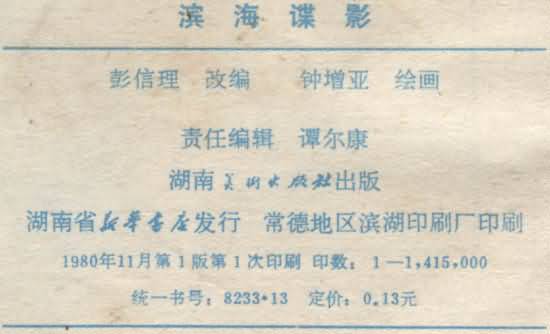 滨海谍影
彭信理 改编 钟增亚 绘画
责任编辑 谭尔康
湖南美术出版社出版
湖南省新华书店发行 常德地区滨湖印刷厂印刷
1980年11月第1版第1次印刷 印数：1—1,415,000
统一书号：8233•13 定价：0.13元